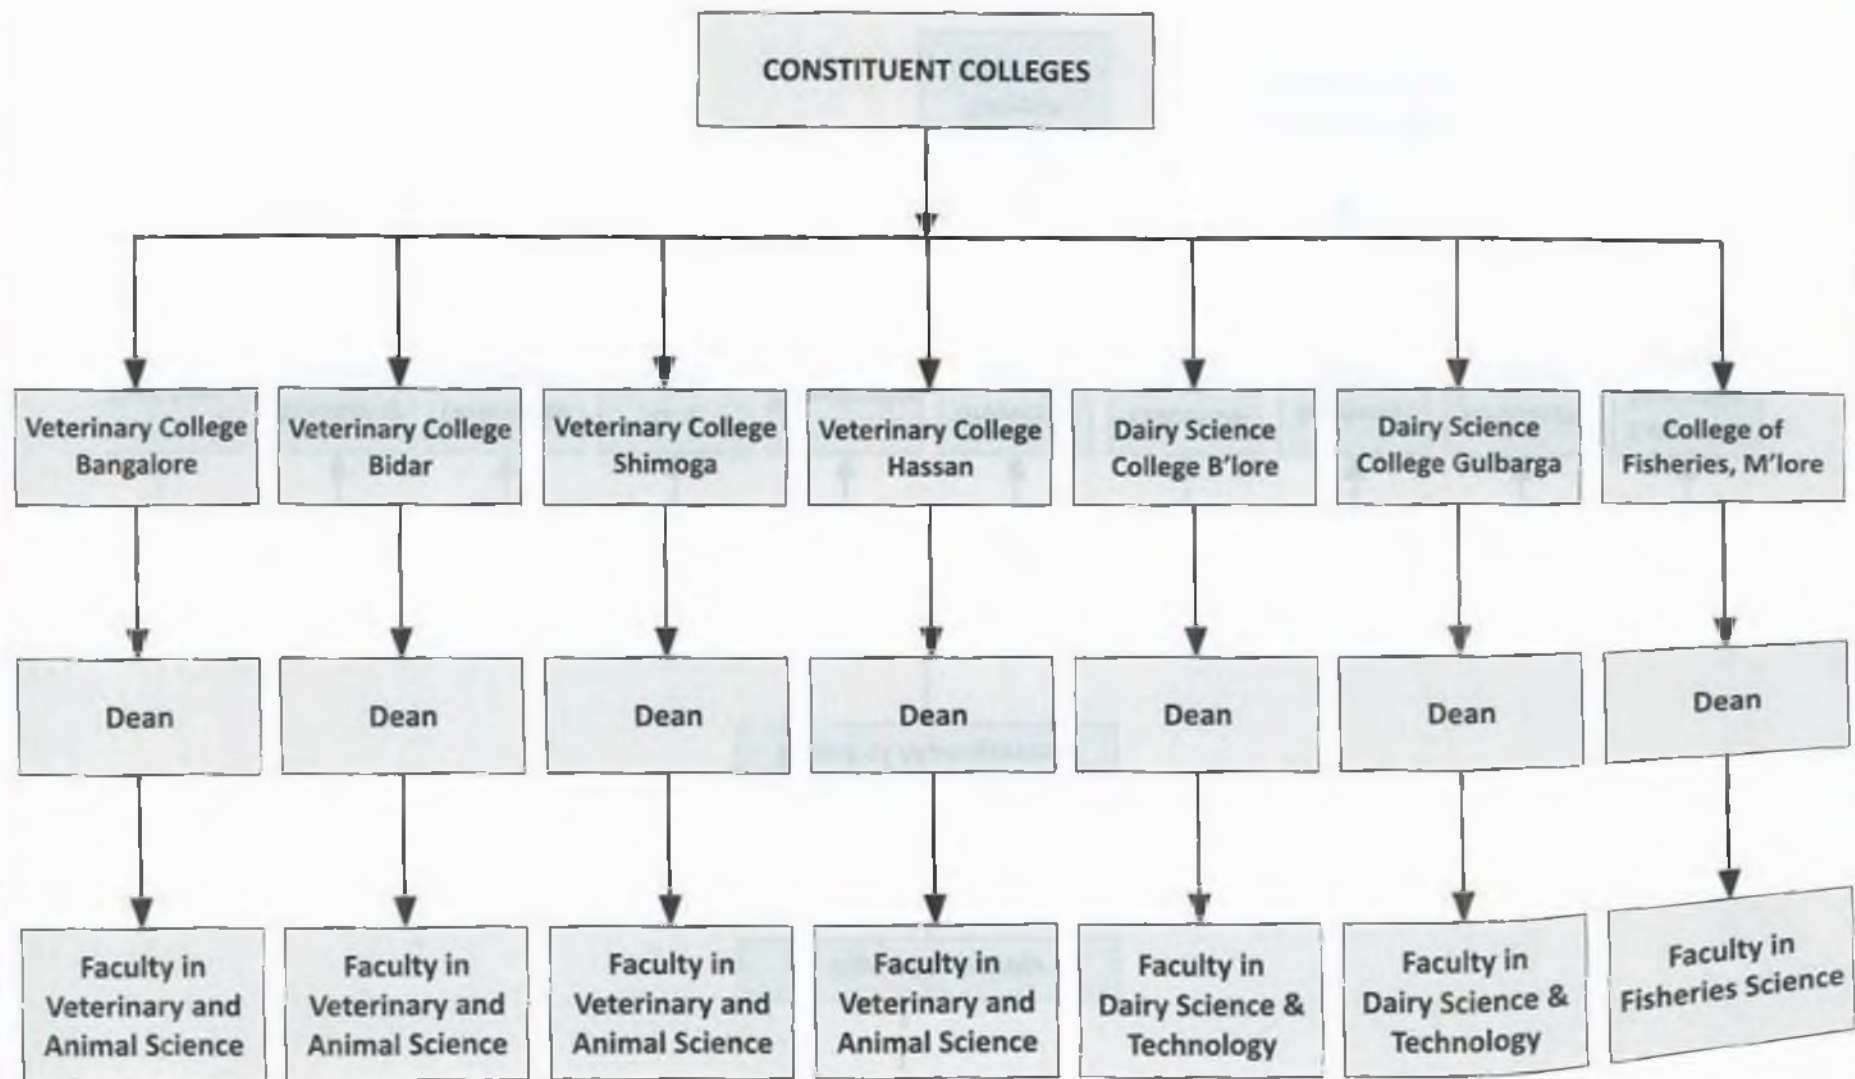 CONSTITUENT COLLEGES
Veterinary College
Bangalore
Veterinary College
Bidar
Veterinary College
Shimoga
Veterinary College
Hassan
Dairy Science
College B'lore
Dairy Science
College Gulbarga
College of
Fisheries, M'lore
Dean
Dean
Dean
Dean
Dean
Dean
Dean
Faculty in
Veterinary and
Animal Science
Faculty in
Veterinary and
Animal Science
Faculty in
Veterinary and
Animal Science
Faculty in
Veterinary and
Animal Science
Faculty in
Dairy Science &
Technology
Faculty in
Dairy Science &
Technology
Faculty in
Fisheries Science